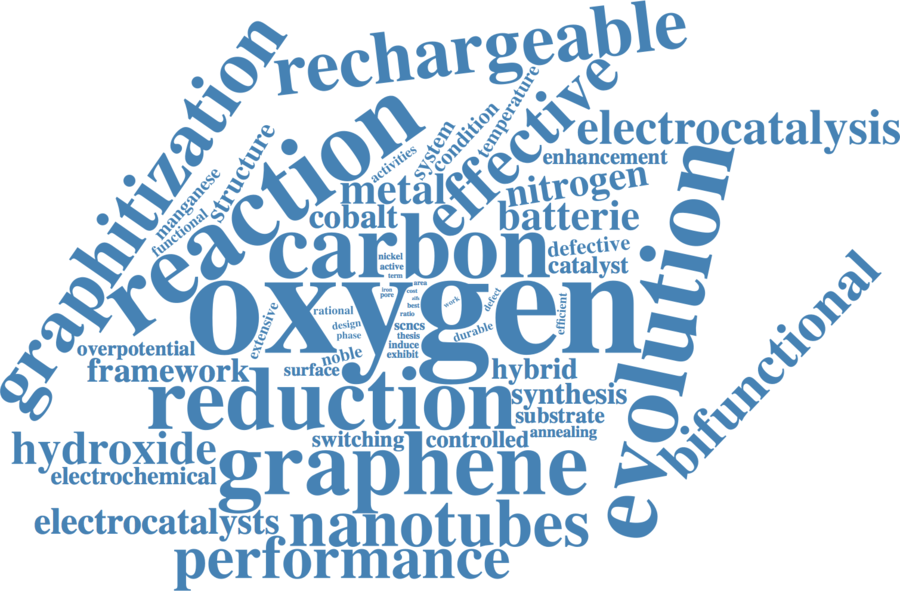 rechargeable
graphitization
reaction
effective
electrocatalysis
evolution
bifunctional
manganese
functional
structure
activities
system
condition
temperature
enhancement
nitrogen
metal
cobalt
batterie
carbon
defective
catalyst
nickel
active
term
oxygen
area
iron
pore
cost
silk
best
ratio
work
defect
efficient
extensive
rational
design
phase
scncs
thesis
induce
exhibit
durable
noble
surface
overpotential
framework
hybrid
reduction
synthesis
substrate
annealing
switching
controlled
hydroxide
graphene
electrochemical
electrocatalysts
nanotubes
performance